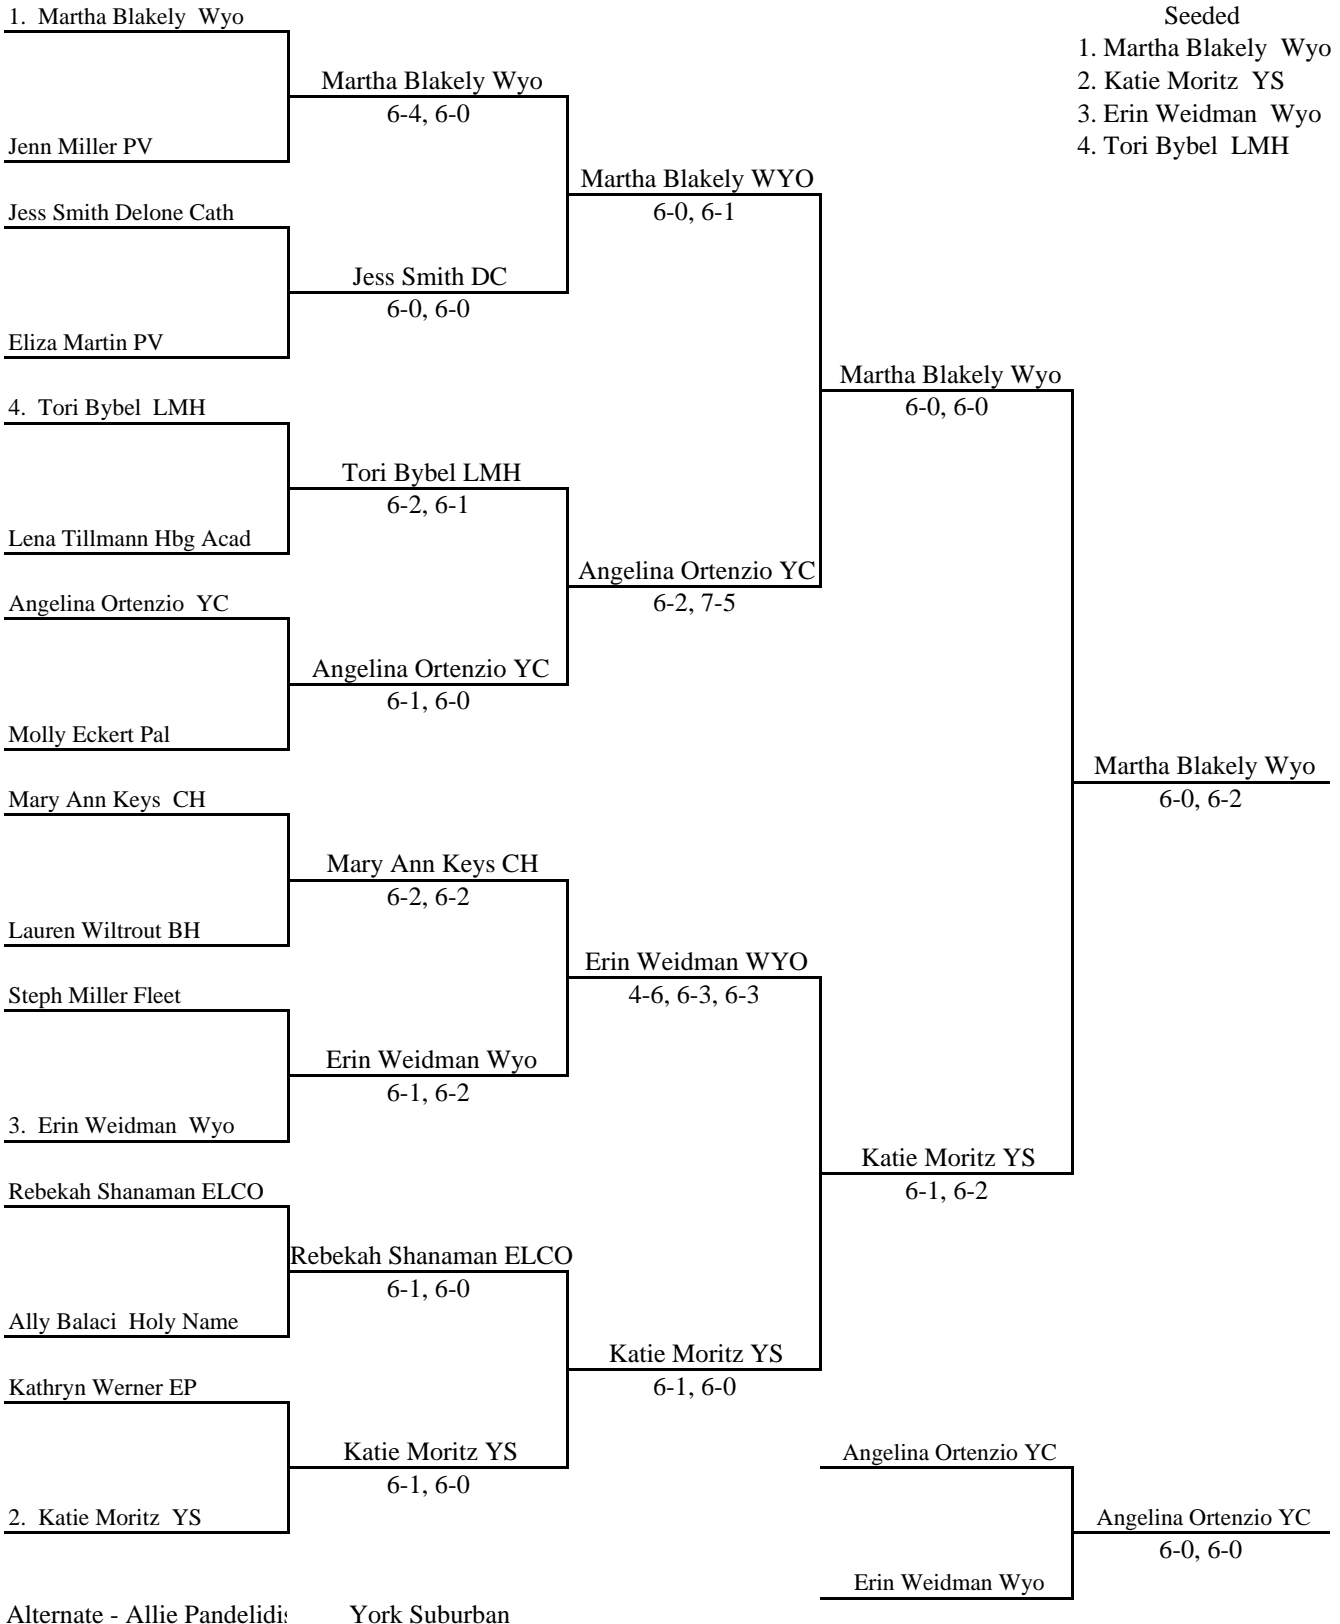 1. Martha Blakely Wyo
Seeded
1. Martha Blakely Wyo
Martha Blakely Wyo
2. Katie Moritz YS
6-4, 6-0
3. Erin Weidman Wyo
Jenn Miller PV
4. Tori Bybel LMH
Martha Blakely WYO
Jess Smith Delone Cath
6-0, 6-1
Jess Smith DC
6-0, 6-0
Eliza Martin PV
Martha Blakely Wyo
4. Tori Bybel LMH
6-0, 6-0
Tori Bybel LMH
6-2, 6-1
Lena Tillmann Hbg Acad
Angelina Ortenzio YC
Angelina Ortenzio YC
6-2, 7-5
Angelina Ortenzio YC
6-1, 6-0
Molly Eckert Pal
Martha Blakely Wyo
Mary Ann Keys CH
6-0, 6-2
Mary Ann Keys CH
6-2, 6-2
Lauren Wiltrout BH
Erin Weidman WYO
Steph Miller Fleet
4-6, 6-3, 6-3
Erin Weidman Wyo
6-1, 6-2
3. Erin Weidman Wyo
Katie Moritz YS
Rebekah Shanaman ELCO
6-1, 6-2
Rebekah Shanaman ELCO
6-1, 6-0
Ally Balaci Holy Name
Katie Moritz YS
Kathryn Werner EP
6-1, 6-0
Katie Moritz YS
Angelina Ortenzio YC
6-1, 6-0
2. Katie Moritz YS
Angelina Ortenzio YC
6-0, 6-0
Erin Weidman Wyo
Alternate - Allie Pandelidis York Suburban